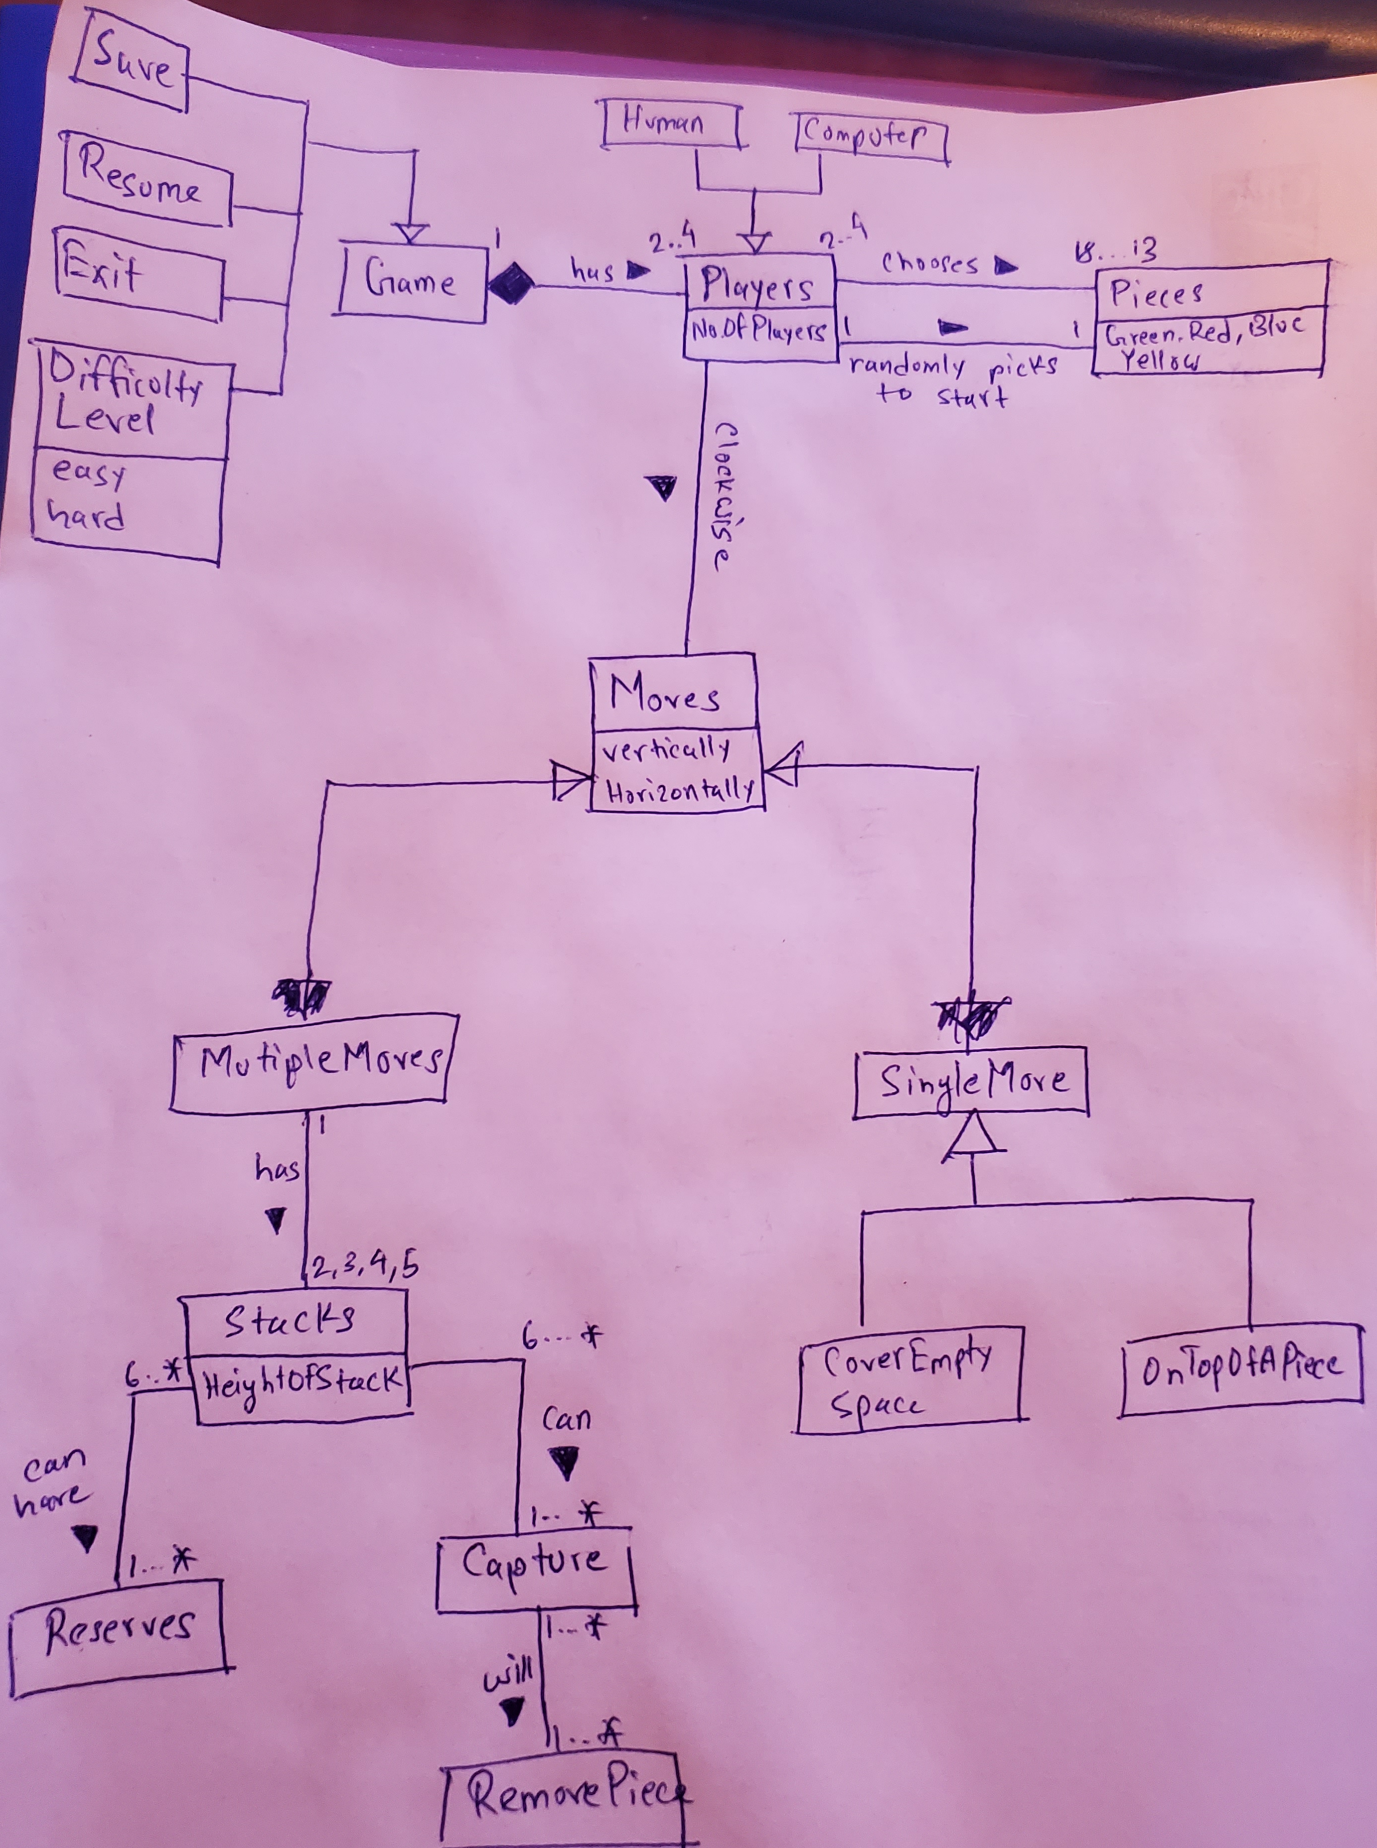 Save
Resume
Exit
Difficolty
Level
easy
hard
Human
Computer
Game
1
has
2..4
Players
No.Of Players
2..4
chooses
18...13
Pieces
Green, Red, Blue
Yellow
1
1
randomly picks
to start
Clockwise
Moves
vertically
Horizontally
MutipleMoves
1
has
2,3,4,5
Stacks
HeightOfStack
6..*
can
have
1...*
Reserves
6...*
can
1..*
Capture
1...*
will
1...*
RemovePiece
SingleMove
CoverEmpty
Space
OnTopOfAPiece